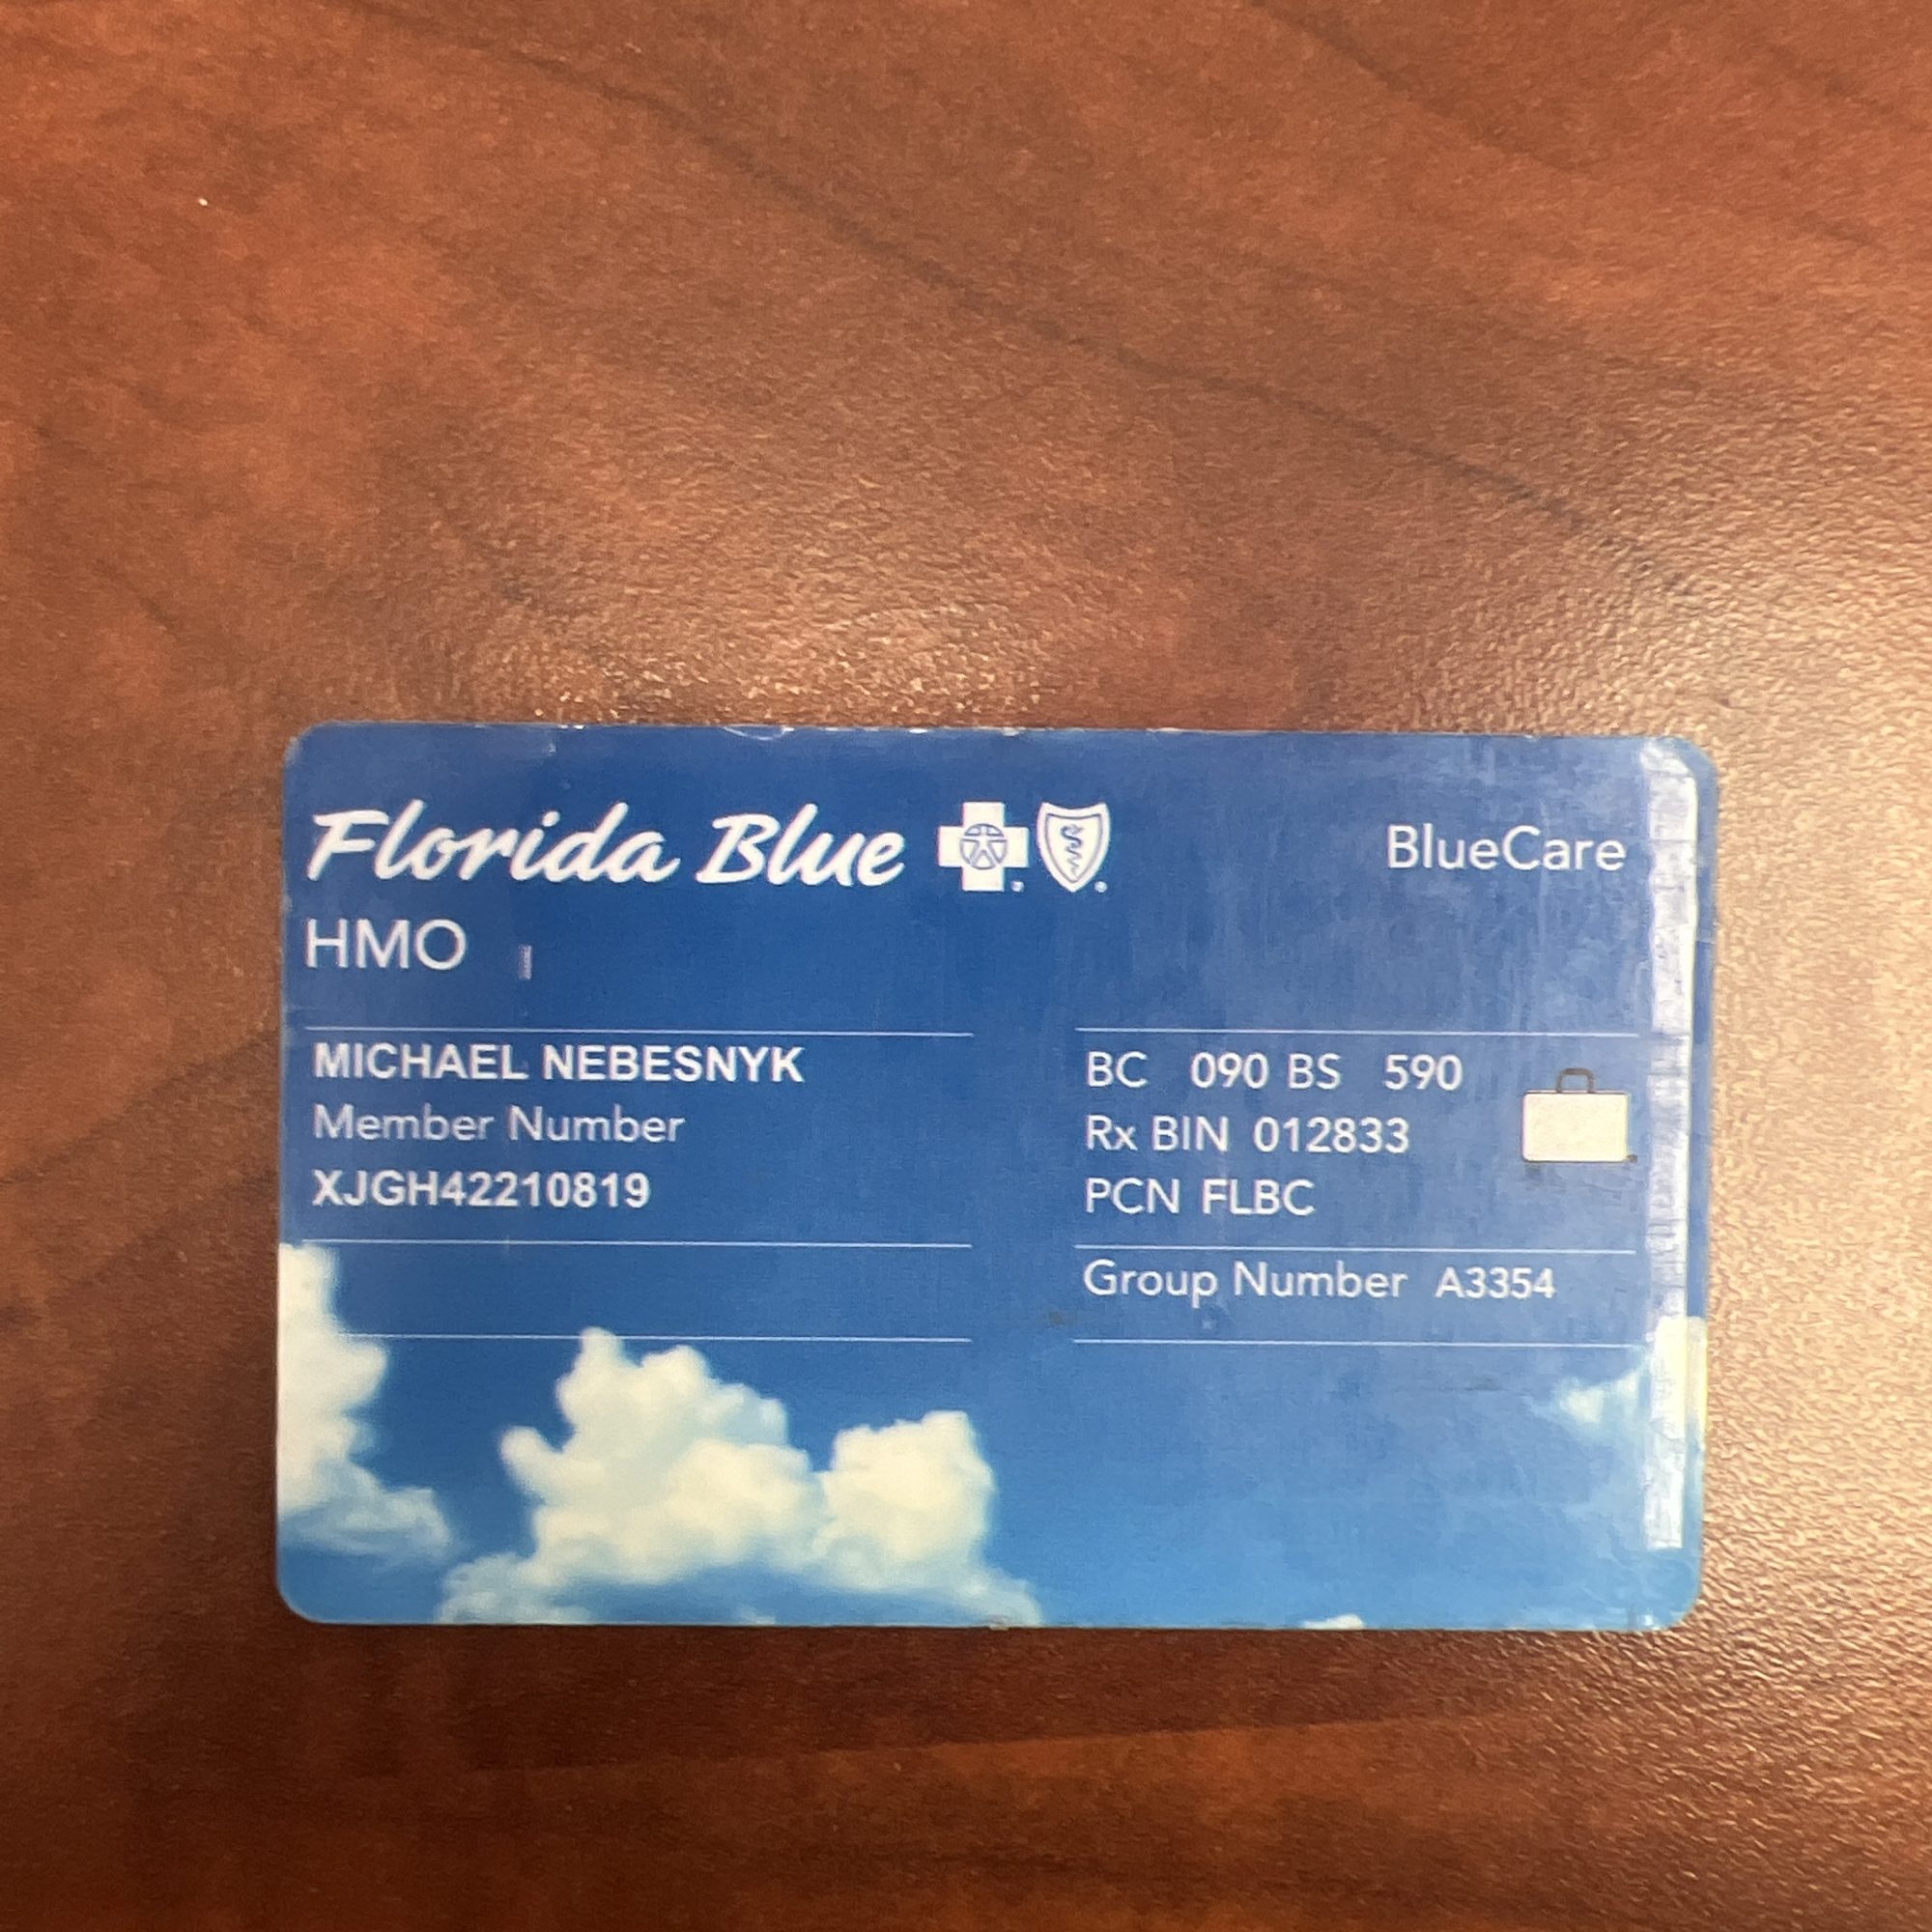 Florida Blue
BlueCare
HMO
MICHAEL NEBESNYK
Member Number
XJGH42210819
BC 090 BS 590
Rx BIN 012833
PCN FLBC
Group Number A3354